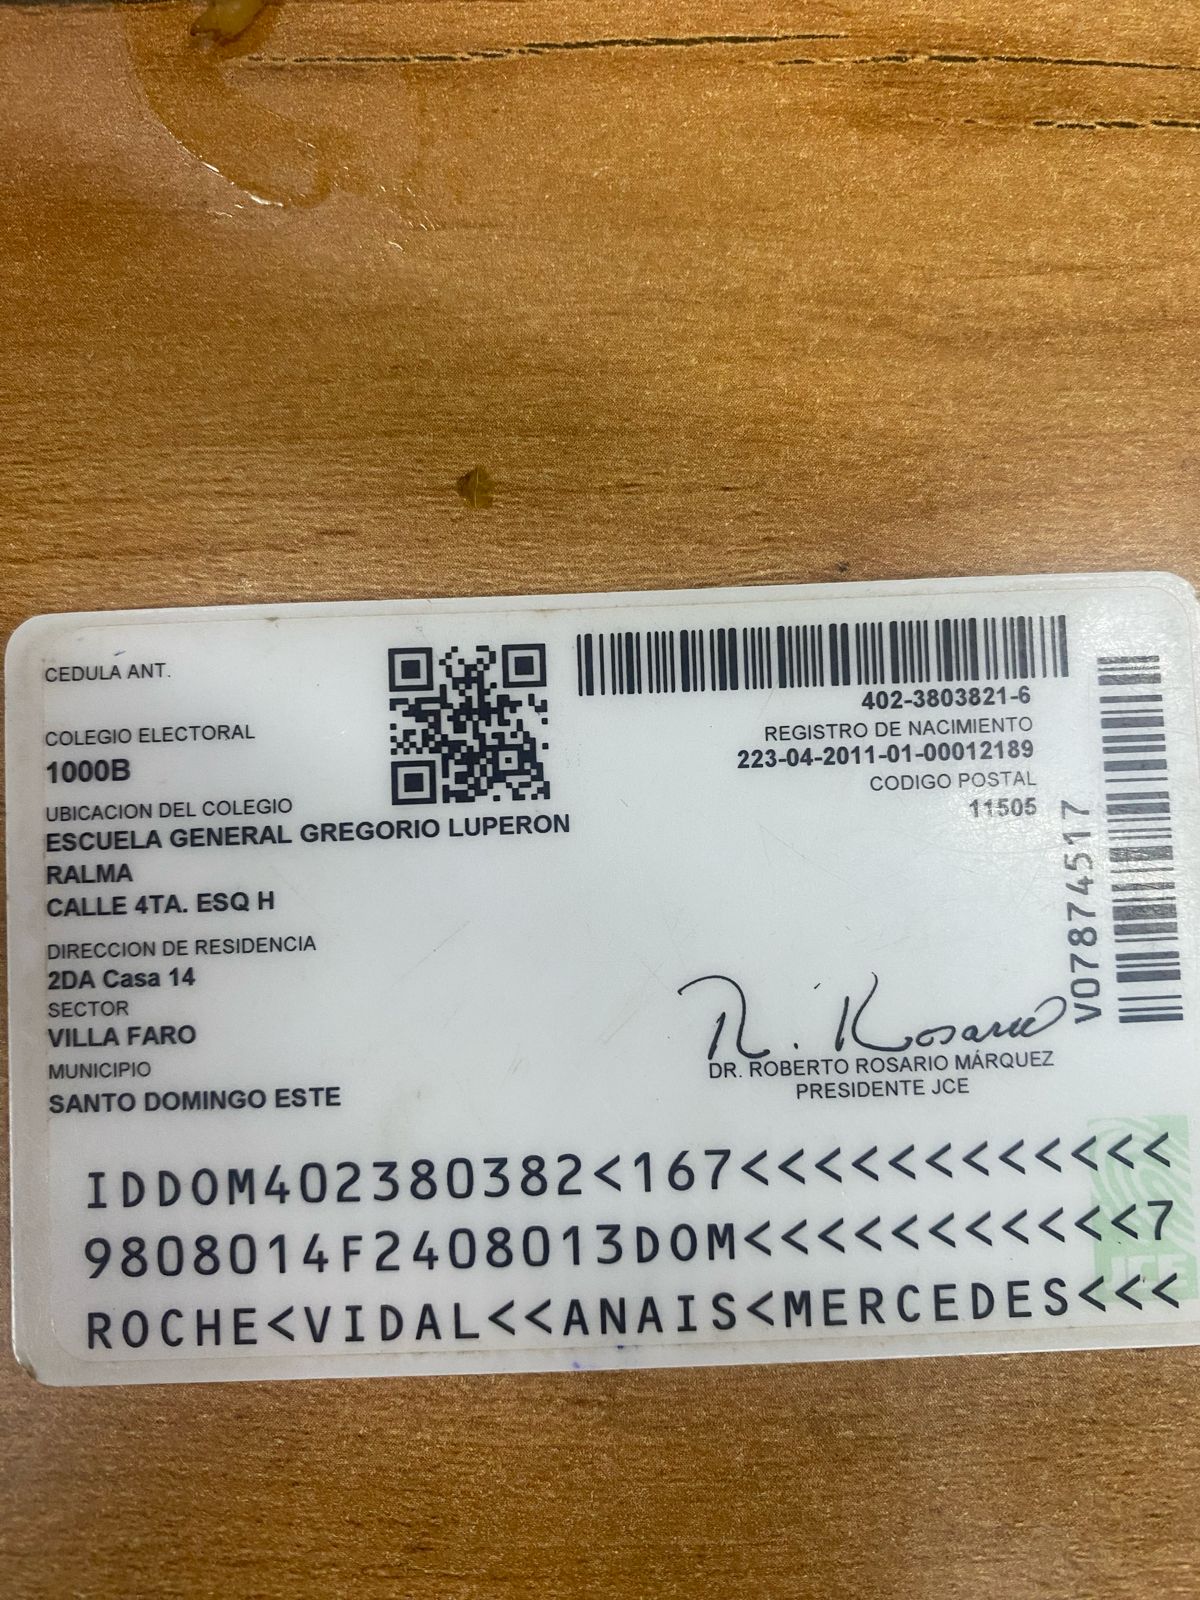 CEDULA ANT.
COLEGIO ELECTORAL
1000B
UBICACION DEL COLEGIO
ESCUELA GENERAL GREGORIO LUPERON
RALMA
CALLE 4TA. ESQ H
DIRECCION DE RESIDENCIA
2DA Casa 14
SECTOR
VILLA FARO
MUNICIPIO
SANTO DOMINGO ESTE
402-3803821-6
REGISTRO DE NACIMIENTO
223-04-2011-01-00012189
CODIGO POSTAL
11505
V07874517
R. Rosario
DR. ROBERTO ROSARIO MÁRQUEZ
PRESIDENTE JCE
IDDOM402380382<167<<<<<<<<<<<<
9808014F2408013DOM<<<<<<<<<<<7
ROCHE<VIDAL<<ANAIS<MERCEDES<<<